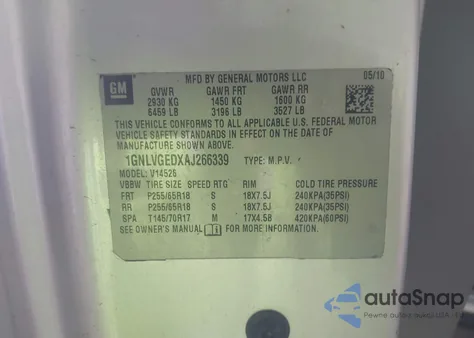 GM
MFD BY GENERAL MOTORS LLC 05/10
GVWR GAWR FRT GAWR RR
2930 KG 1450 KG 1600 KG
6459 LB 3196 LB 3527 LB
THIS VEHICLE CONFORMS TO ALL APPLICABLE U.S. FEDERAL MOTOR
VEHICLE SAFETY STANDARDS IN EFFECT ON THE DATE OF
MANUFACTURE SHOWN ABOVE.
1GNLVGEDXAJ266339 TYPE: M.P.V.
MODEL: V14526
VBBW TIRE SIZE SPEED RTG RIM COLD TIRE PRESSURE
FRT P255/65R18 S 18X7.5J 240KPA(35PSI)
RR P255/65R18 S 18X7.5J 240KPA(35PSI)
SPA T145/70R17 M 17X4.5B 420KPA(60PSI)
SEE OWNER'S MANUAL FOR MORE INFORMATION
autoSnap
Pewne auto z USA